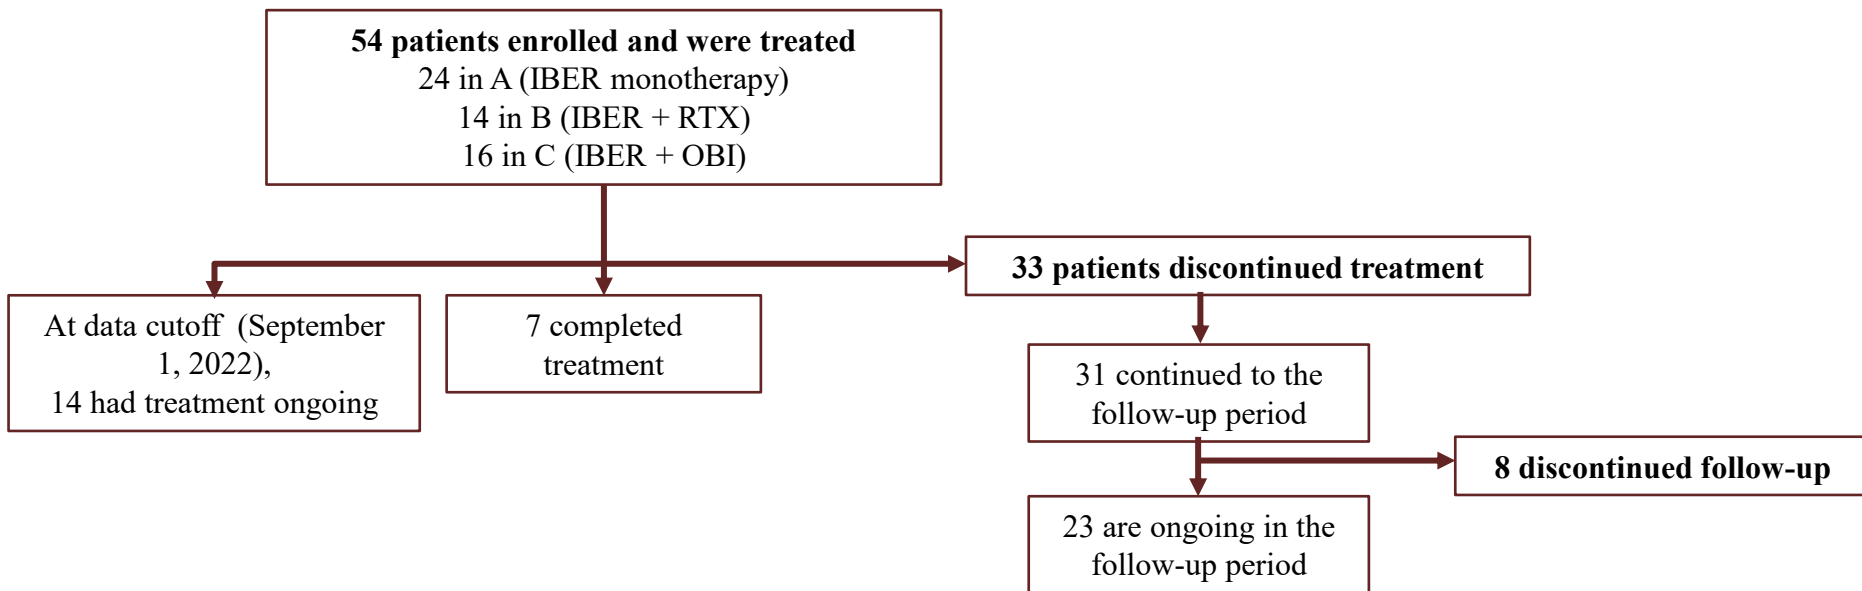 54 patients enrolled and were treated
24 in A (IBER monotherapy)
14 in B (IBER + RTX)
16 in C (IBER + OBI)
33 patients discontinued treatment
At data cutoff (September
1, 2022),
14 had treatment ongoing
7 completed
treatment
31 continued to the
follow-up period
8 discontinued follow-up
23 are ongoing in the
follow-up period